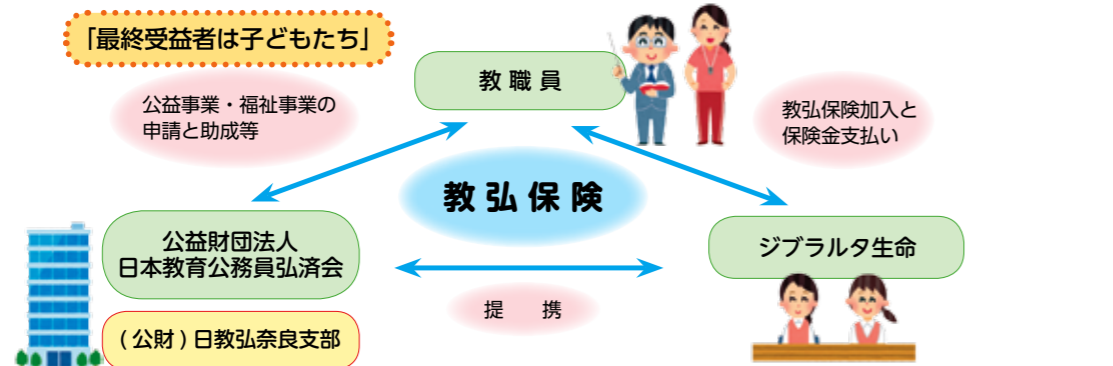 「最終受益者は子どもたち」
教職員
公益事業・福祉事業の
申請と助成等
教弘保険加入と
保険金支払い
教弘保険
公益財団法人
日本教育公務員弘済会
ジブラルタ生命
提　携
(公財)日教弘奈良支部